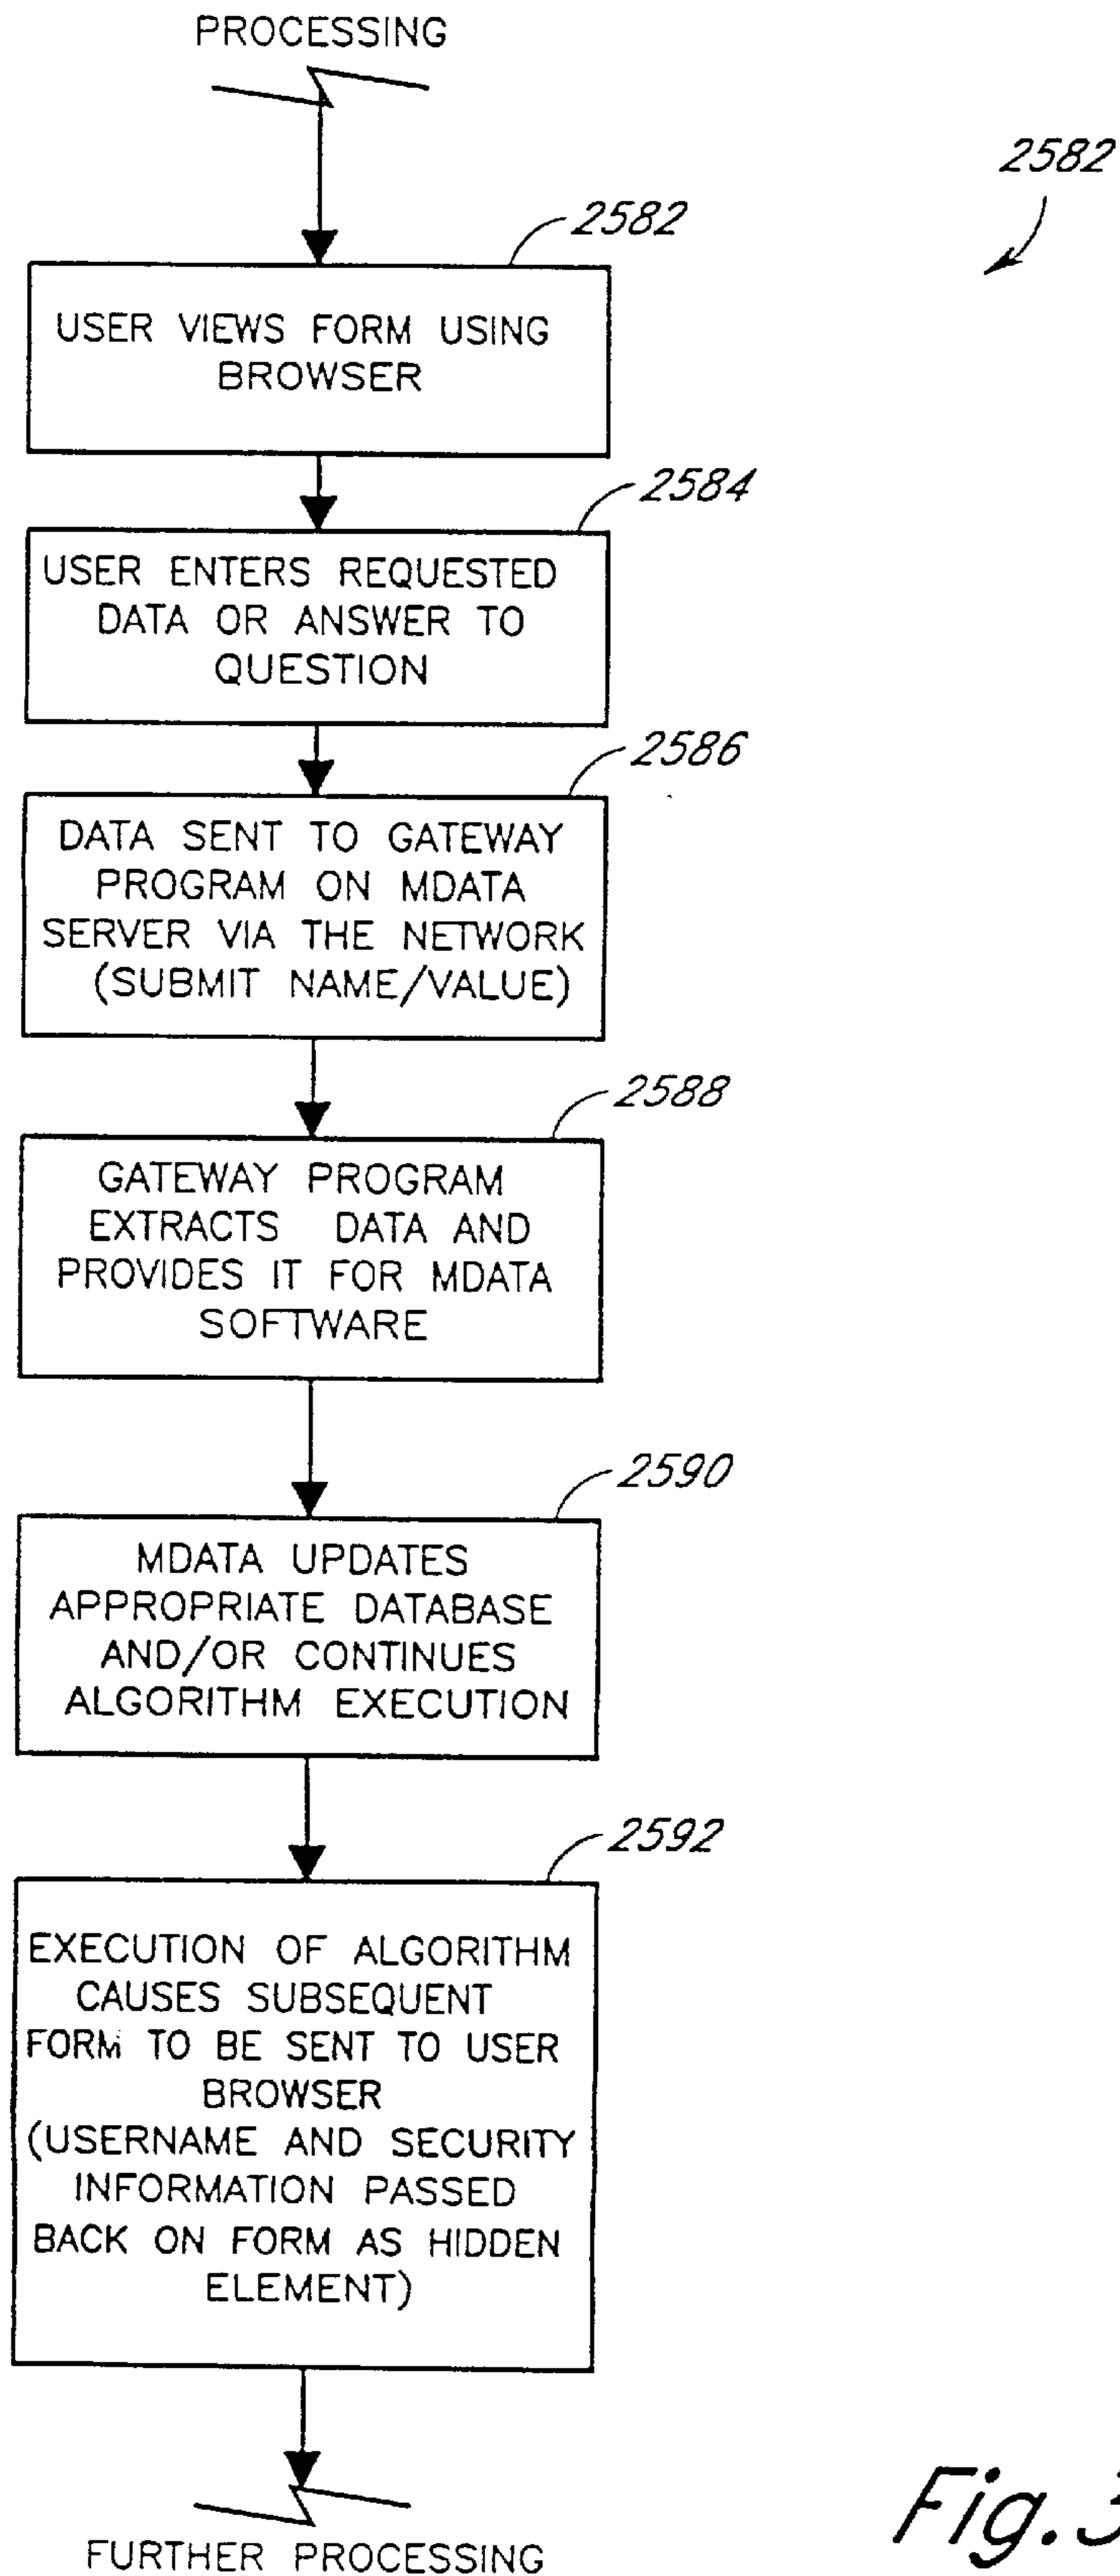 PROCESSING
2582
2582
USER VIEWS FORM USING
BROWSER
2584
USER ENTERS REQUESTED
DATA OR ANSWER TO
QUESTION
2586
DATA SENT TO GATEWAY
PROGRAM ON MDATA
SERVER VIA THE NETWORK
(SUBMIT NAME/VALUE)
2588
GATEWAY PROGRAM
EXTRACTS DATA AND
PROVIDES IT FOR MDATA
SOFTWARE
2590
MDATA UPDATES
APPROPRIATE DATABASE
AND/OR CONTINUES
ALGORITHM EXECUTION
2592
EXECUTION OF ALGORITHM
CAUSES SUBSEQUENT
FORM TO BE SENT TO USER
BROWSER
(USERNAME AND SECURITY
INFORMATION PASSED
BACK ON FORM AS HIDDEN
ELEMENT)
FURTHER PROCESSING
Fig.